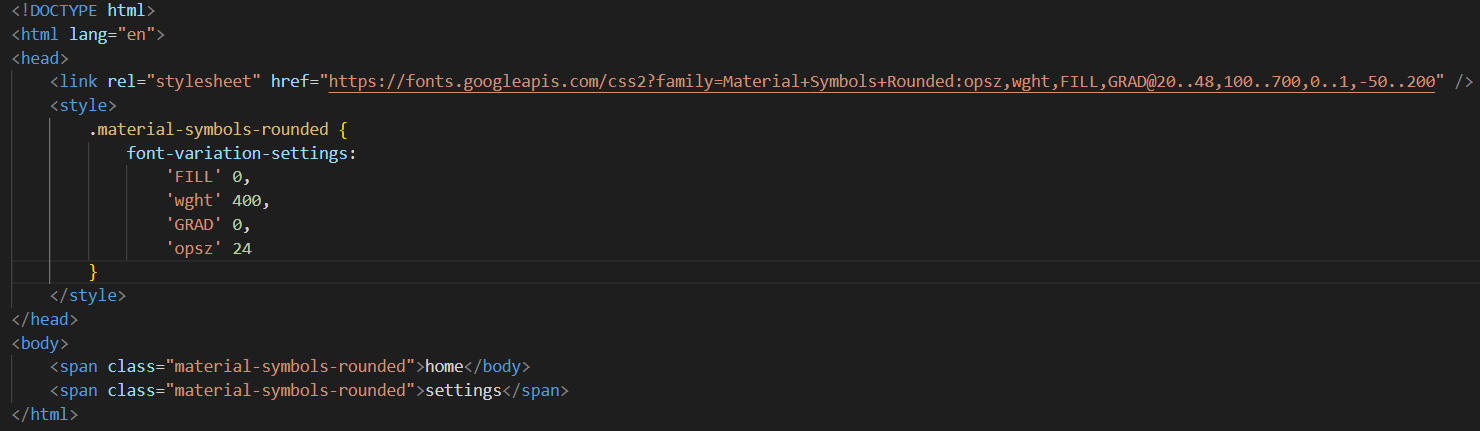 <!DOCTYPE html>
<html lang="en">
<head>
    <link rel="stylesheet" href="https://fonts.googleapis.com/css2?family=Material+Symbols+Rounded:opsz,wght,FILL,GRAD@20..48,100..700,0..1,-50..200" />
    <style>
        .material-symbols-rounded {
            font-variation-settings:
                'FILL' 0,
                'wght' 400,
                'GRAD' 0,
                'opsz' 24
        }
    </style>
</head>
<body>
    <span class="material-symbols-rounded">home</body>
    <span class="material-symbols-rounded">settings</span>
</html>